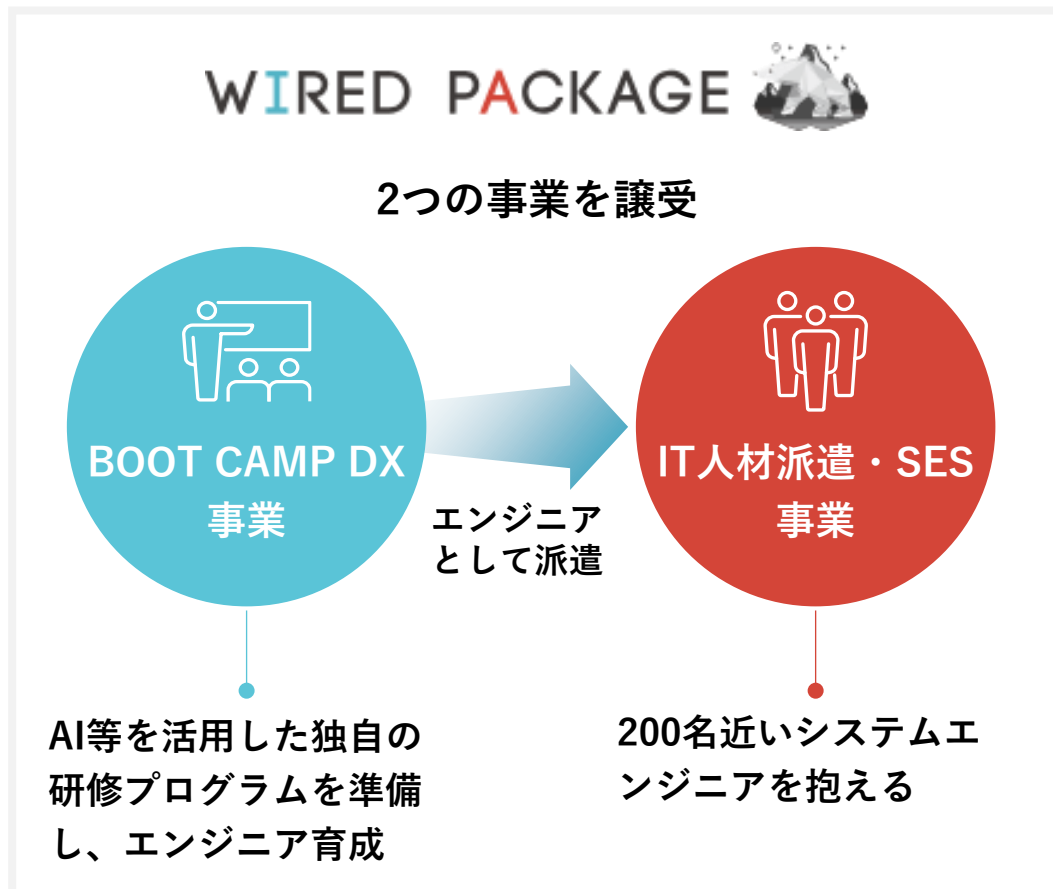 WIRED PACKAGE
2つの事業を譲受
BOOT CAMP DX
事業
エンジニア
として派遣
IT人材派遣・SES
事業
AI等を活用した独自の
研修プログラムを準備
し、エンジニア育成
200名近いシステムエ
ンジニアを抱える